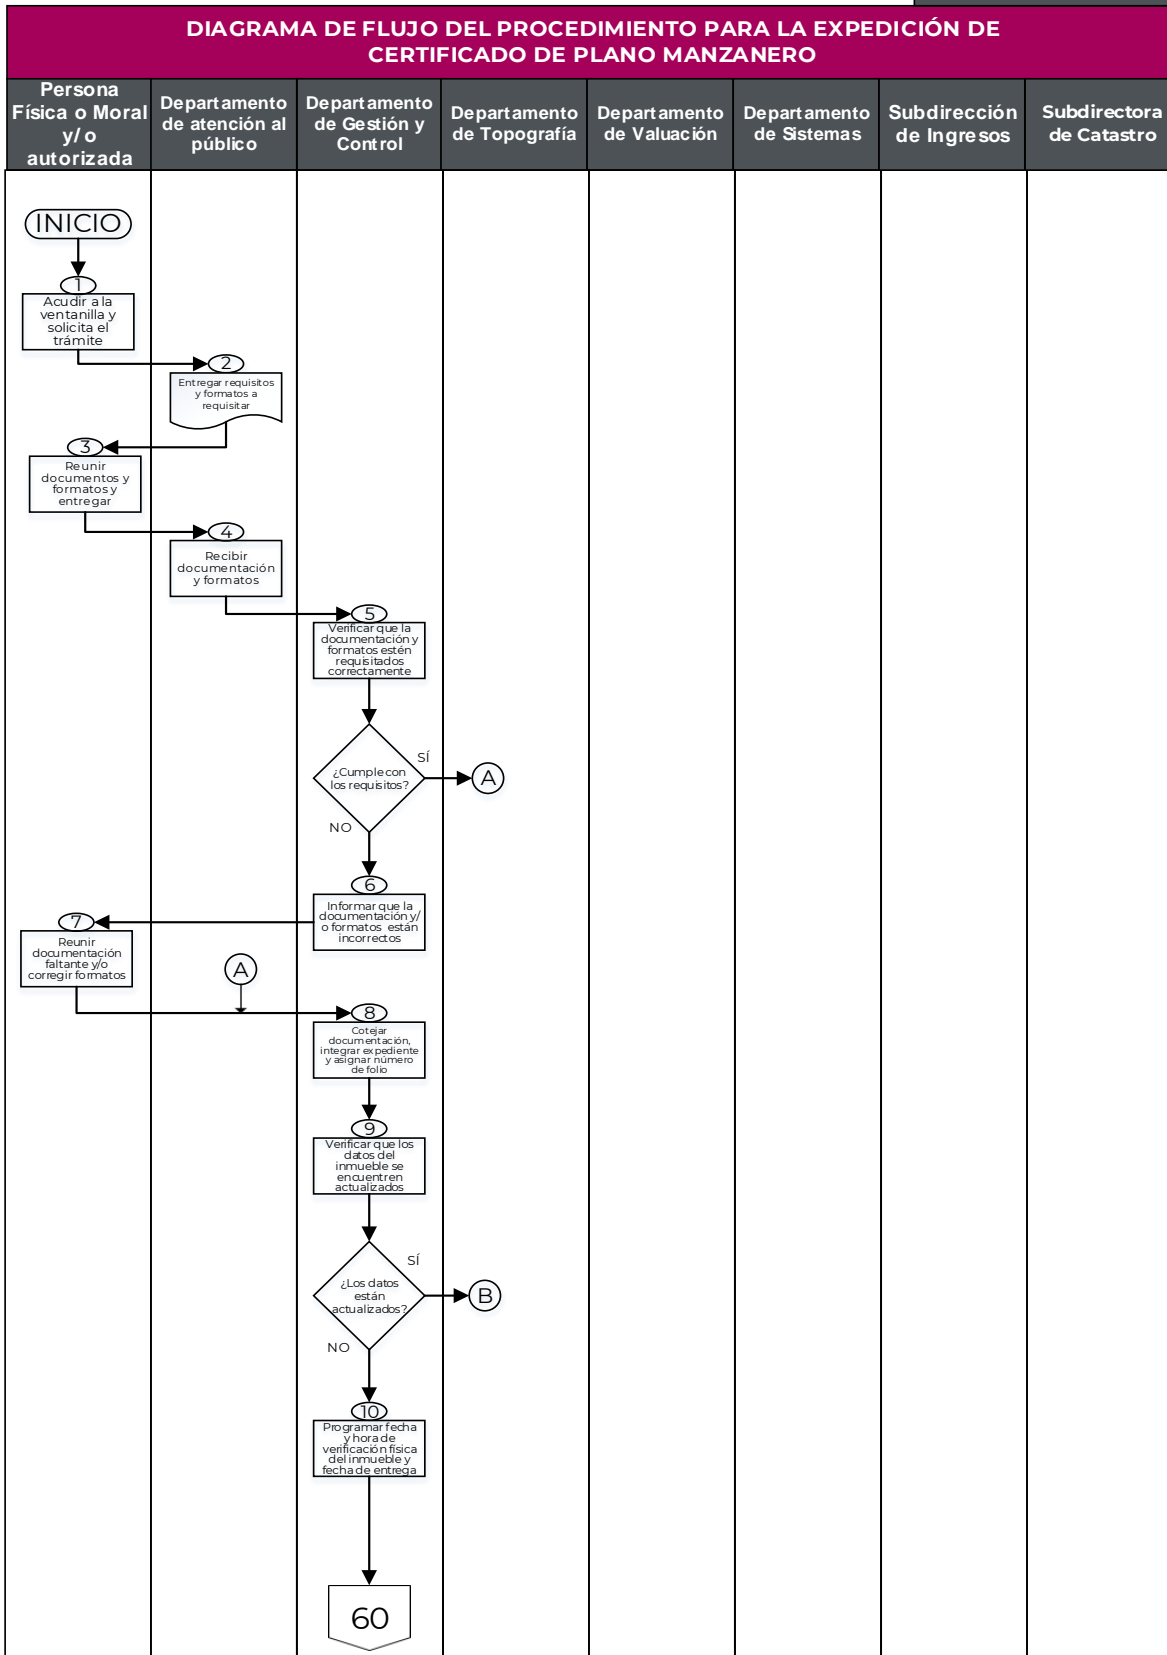 DIAGRAMA DE FLUJO DEL PROCEDIMIENTO PARA LA EXPEDICIÓN DE
CERTIFICADO DE PLANO MANZANERO
Persona
Física o Moral
y/o
autorizada
Departamento
de atención al
público
Departamento
de Gestión y
Control
Departamento
de Topografía
Departamento
de Valuación
Departamento
de Sistemas
Subdirección
de Ingresos
Subdirectora
de Catastro
INICIO
1
Acudir a la
ventanilla y
solicita el
trámite
2
Entregar requisitos
y formatos a
requisitar
3
Reunir
documentos y
formatos y
entregar
4
Recibir
documentación
y formatos
5
Verificar que la
documentación y
formatos estén
requisitados
correctamente
¿Cumple con
los requisitos?
SÍ
A
NO
6
Informar que la
documentación y/
o formatos están
incorrectos
7
Reunir
documentación
faltante y/o
corregir formatos
A
8
Cotejar
documentación,
integrar expediente
y asignar número
de folio
9
Verificar que los
datos del
inmueble se
encuentren
actualizados
¿Los datos
están
actualizados?
SÍ
B
NO
10
Programar fecha
y hora de
verificación física
del inmueble y
fecha de entrega
60